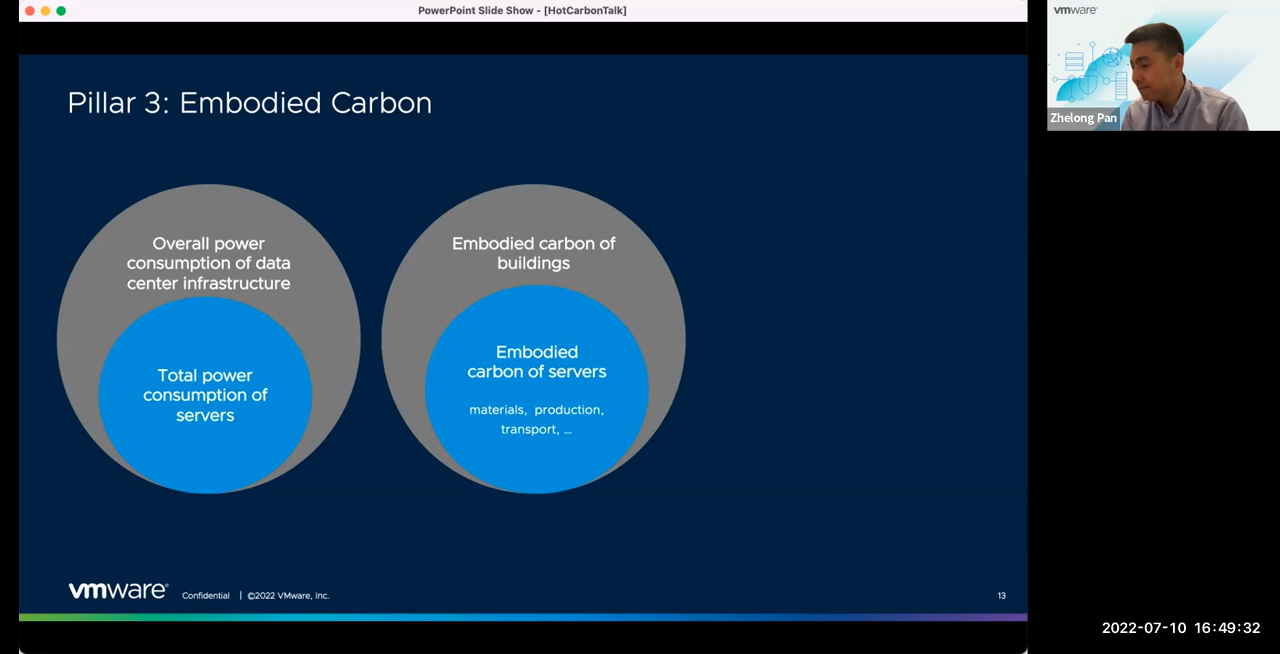 PowerPoint Slide Show - [HotCarbonTalk]
vmware
Zhelong Pan
Pillar 3: Embodied Carbon
Overall power
consumption of data
center infrastructure
Total power
consumption of
servers
Embodied carbon of
buildings
Embodied
carbon of servers
materials, production,
transport, ...
vmware® Confidential | ©2022 VMware, Inc.
13
2022-07-10 16:49:32